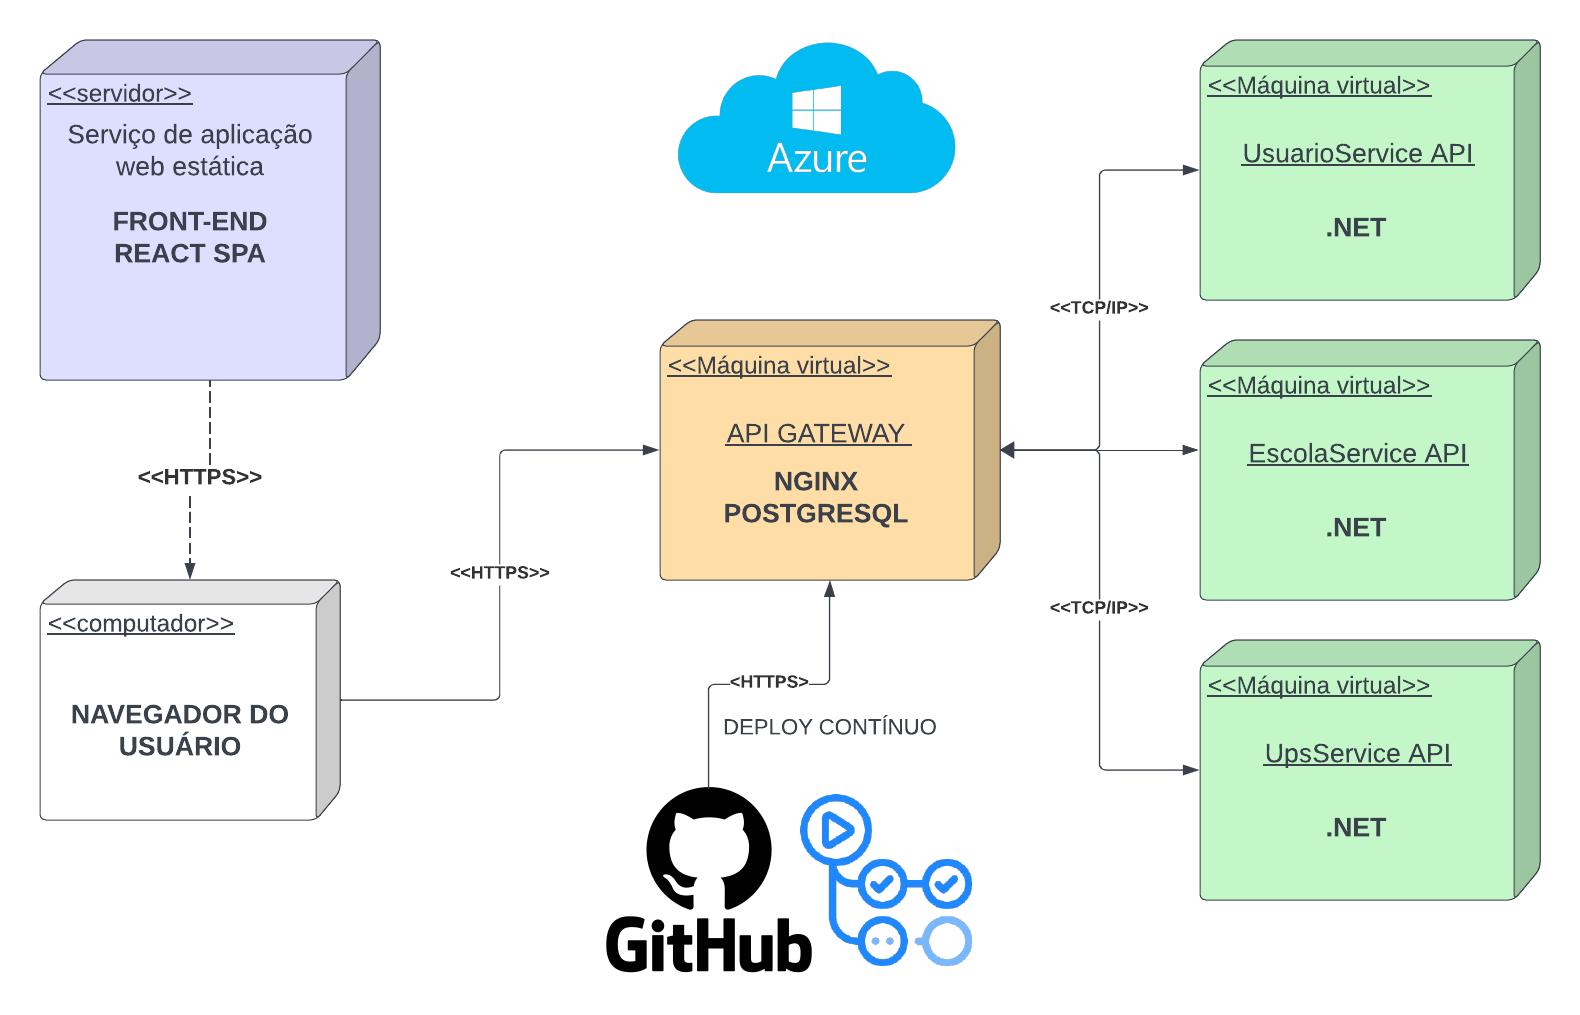 <<servidor>>
Serviço de aplicação
web estática
FRONT-END
REACT SPA
<<HTTPS>>
<<computador>>
NAVEGADOR DO
USUÁRIO
<<HTTPS>>
Azure
<<Máquina virtual>>
API GATEWAY
NGINX
POSTGRESQL
<HTTPS>
DEPLOY CONTÍNUO
GitHub
<<TCP/IP>>
<<TCP/IP>>
<<Máquina virtual>>
UsuarioService API
.NET
<<Máquina virtual>>
EscolaService API
.NET
<<Máquina virtual>>
UpsService API
.NET